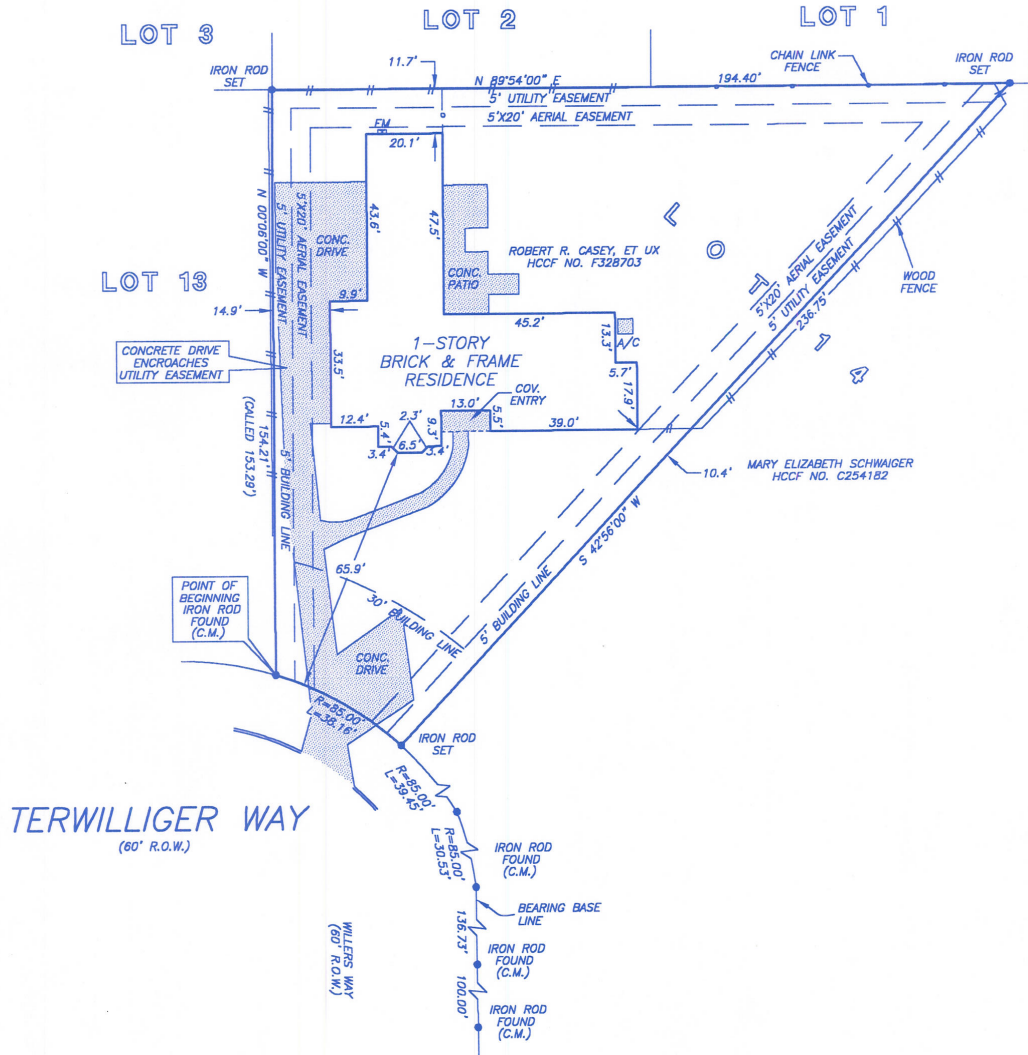 LOT 3
LOT 2
LOT 1
IRON ROD
SET
11.7'
N 89°54'00" E
194.40'
CHAIN LINK
FENCE
IRON ROD
SET
5' UTILITY EASEMENT
5'X20' AERIAL EASEMENT
EM
20.1'
N 00°06'00" W
5' UTILITY EASEMENT
5'X20' AERIAL EASEMENT
CONC.
DRIVE
43.6'
47.5'
CONC.
PATIO
ROBERT R. CASEY, ET UX
HCCF NO. F328703
LOT 14
5'X20' AERIAL EASEMENT
5' UTILITY EASEMENT
236.75'
WOOD
FENCE
LOT 13
14.9'
9.9'
45.2'
13.3'
A/C
5.7'
17.9'
1-STORY
BRICK & FRAME
RESIDENCE
33.5'
CONCRETE DRIVE
ENCROACHES
UTILITY EASEMENT
COV.
ENTRY
13.0'
5.5'
39.0'
12.4'
2.3'
9.3'
5.4'
3.4'
6.5'
3.4'
154.21'
(CALLED 153.29')
5' BUILDING LINE
10.4'
MARY ELIZABETH SCHWAIGER
HCCF NO. C254182
S 42°56'00" W
5' BUILDING LINE
65.9'
30' BUILDING LINE
POINT OF
BEGINNING
IRON ROD
FOUND
(C.M.)
CONC.
DRIVE
R=85.00'
L=38.16'
IRON ROD
SET
R=85.00'
L=39.45'
TERWILLIGER WAY
(60' R.O.W.)
R=85.00'
L=30.53'
IRON ROD
FOUND
(C.M.)
BEARING BASE
LINE
136.73'
WILLERS WAY
(60' R.O.W.)
IRON ROD
FOUND
(C.M.)
100.00'
IRON ROD
FOUND
(C.M.)